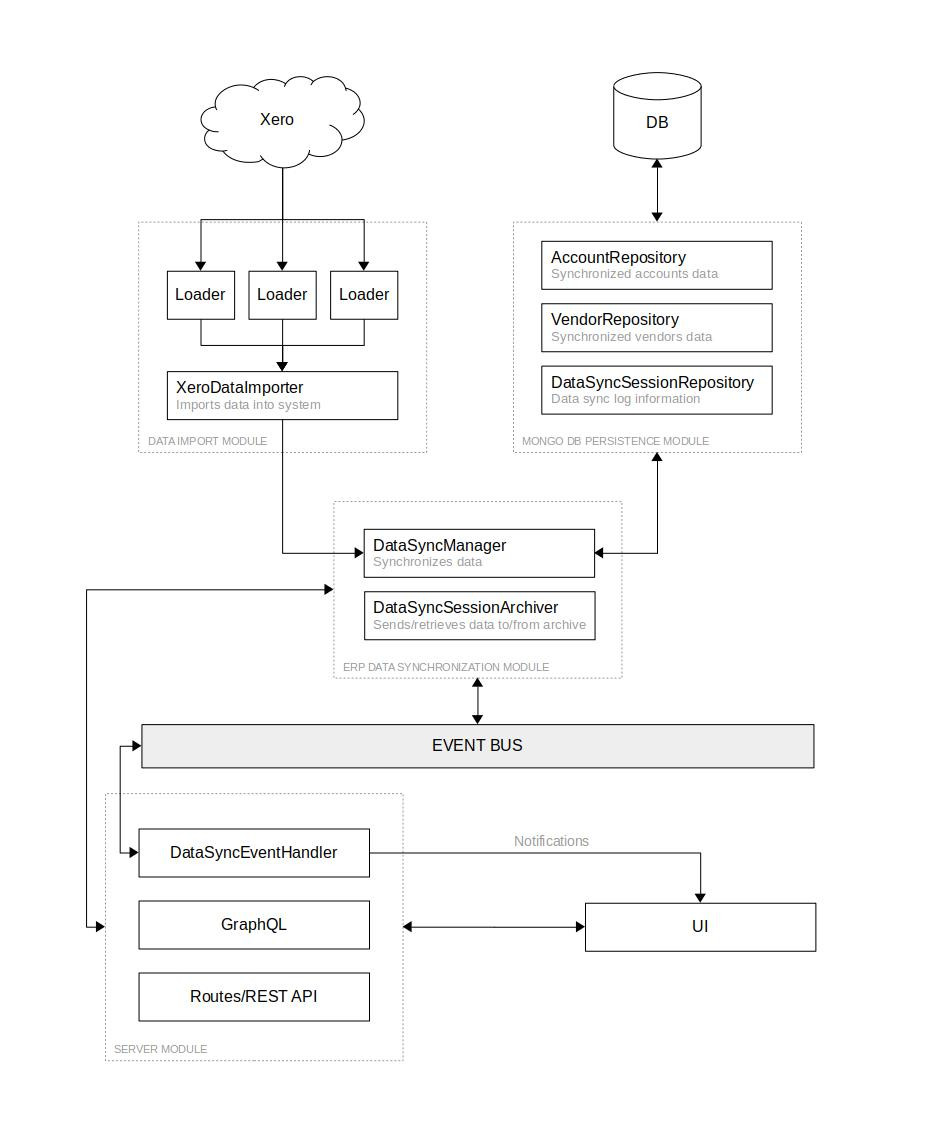 Xero
DB
Loader
Loader
Loader
XeroDataImporter
Imports data into system
DATA IMPORT MODULE
AccountRepository
Synchronized accounts data
VendorRepository
Synchronized vendors data
DataSyncSessionRepository
Data sync log information
MONGO DB PERSISTENCE MODULE
DataSyncManager
Synchronizes data
DataSyncSessionArchiver
Sends/retrieves data to/from archive
ERP DATA SYNCHRONIZATION MODULE
EVENT BUS
DataSyncEventHandler
Notifications
GraphQL
UI
Routes/REST API
SERVER MODULE